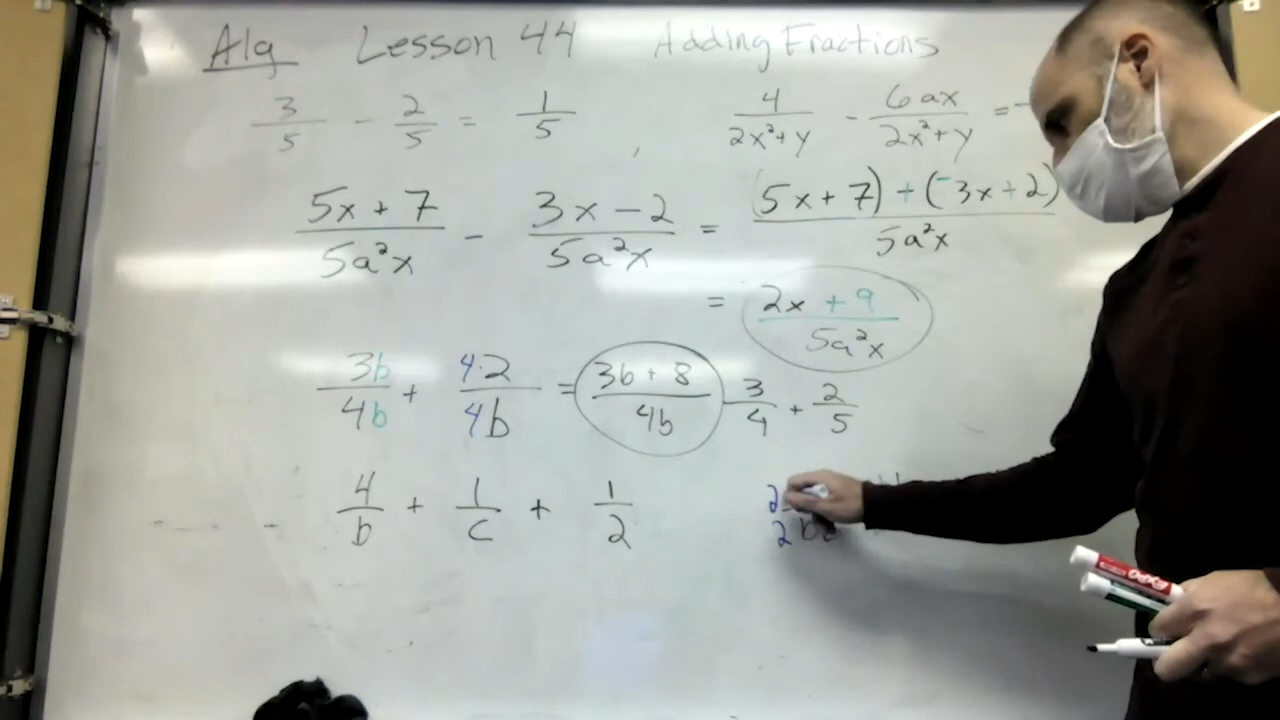 Alg Lesson 44 Adding Fractions
3/5 - 2/5 = 1/5 , 4/(2x²+y) - 6ax/(2x²+y) = -
(5x + 7)/(5a²x) - (3x - 2)/(5a²x) = ((5x + 7) + (-3x + 2))/(5a²x)
= (2x + 9)/(5a²x)
3b/4b + 4·2/4b = (3b + 8)/4b 3/4 + 2/5
4/b + 1/c + 1/2 2 / 2b
EXPO